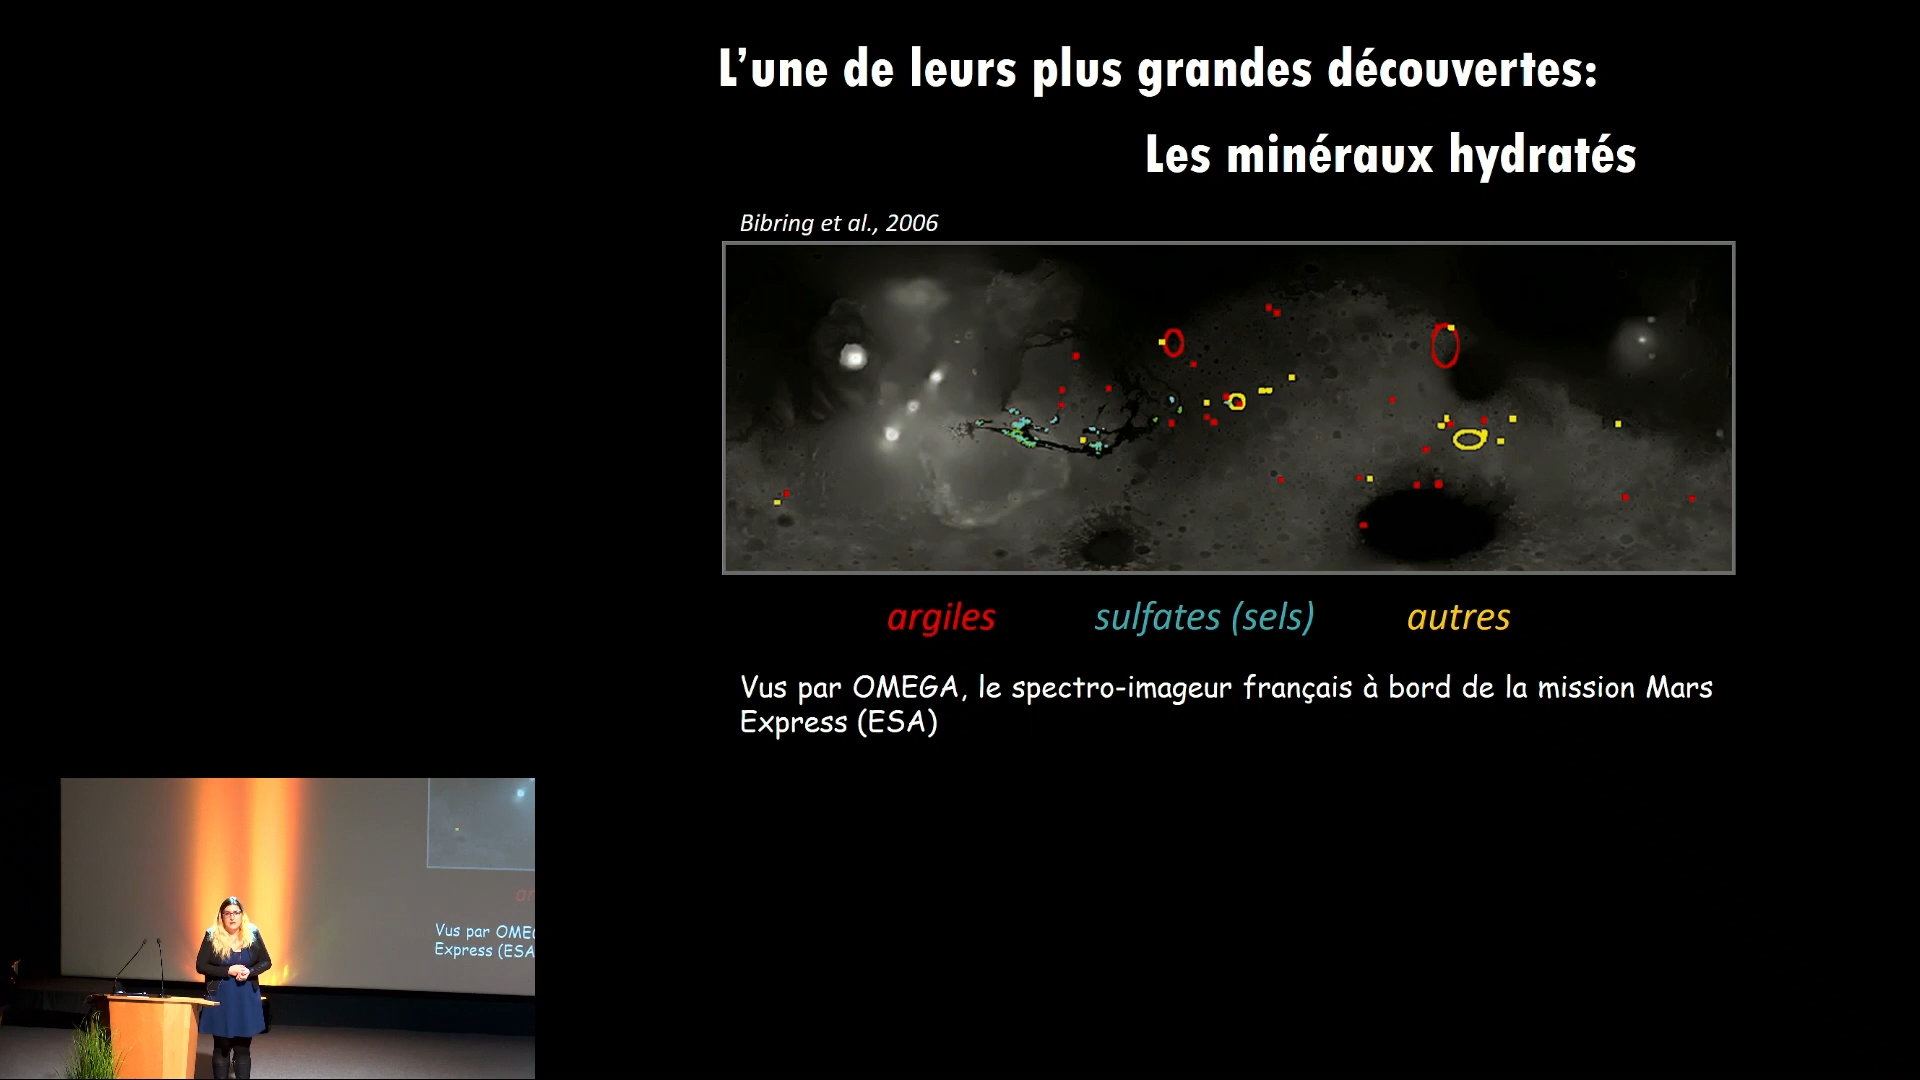 L’une de leurs plus grandes découvertes:
Les minéraux hydratés
Bibring et al., 2006
argiles sulfates (sels) autres
Vus par OMEGA, le spectro-imageur français à bord de la mission Mars
Express (ESA)
Vus par OME
Express (ESA